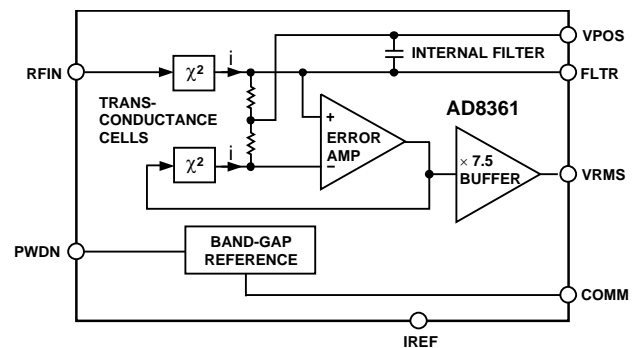 VPOS
INTERNAL FILTER
RFIN
χ²
i
FLTR
TRANS-
CONDUCTANCE
CELLS
+
ERROR
AMP
−
AD8361
× 7.5
BUFFER
χ²
i
VRMS
PWDN
BAND-GAP
REFERENCE
COMM
IREF